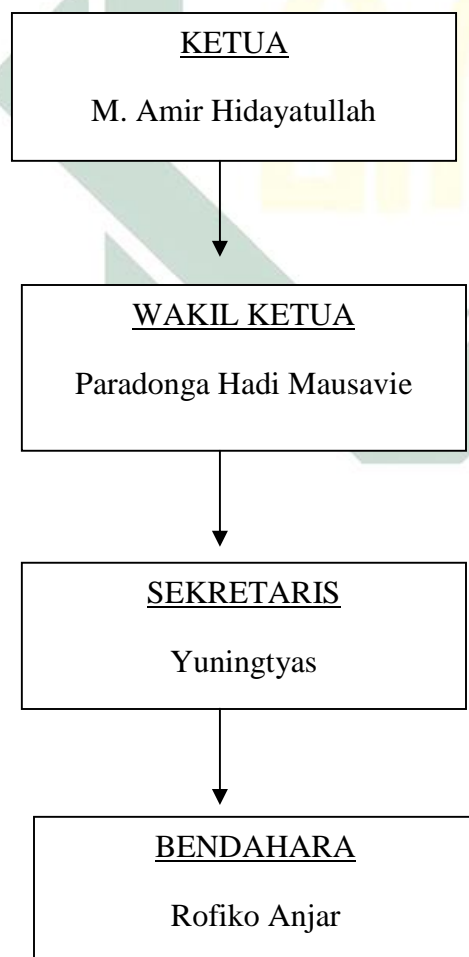 KETUA
M. Amir Hidayatullah
WAKIL KETUA
Paradonga Hadi Mausavie
SEKRETARIS
Yuningtyas
BENDAHARA
Rofiko Anjar